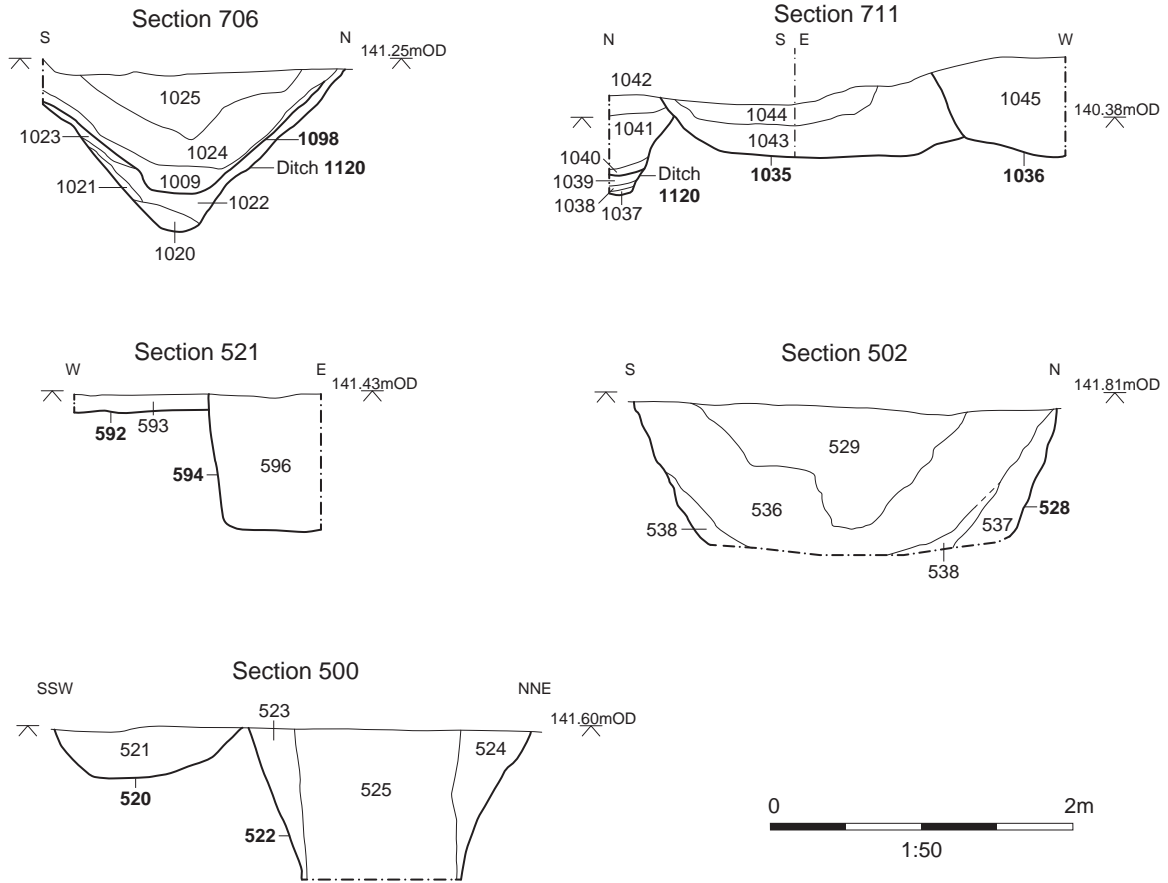 Section 706
S N 141.25mOD
1025
1023 1024 1098
1021 1009 Ditch 1120
1022
1020
Section 711
N S E W
1042
1041 1044 1045 140.38mOD
1043
1040
1039 Ditch 1120 1035 1036
1038 1037
Section 521
W E 141.43mOD
592 593
594 596
Section 502
S N 141.81mOD
529
536 528
538 537
538
Section 500
SSW NNE
523 141.60mOD
521 524
520 525
522
0 2m
1:50